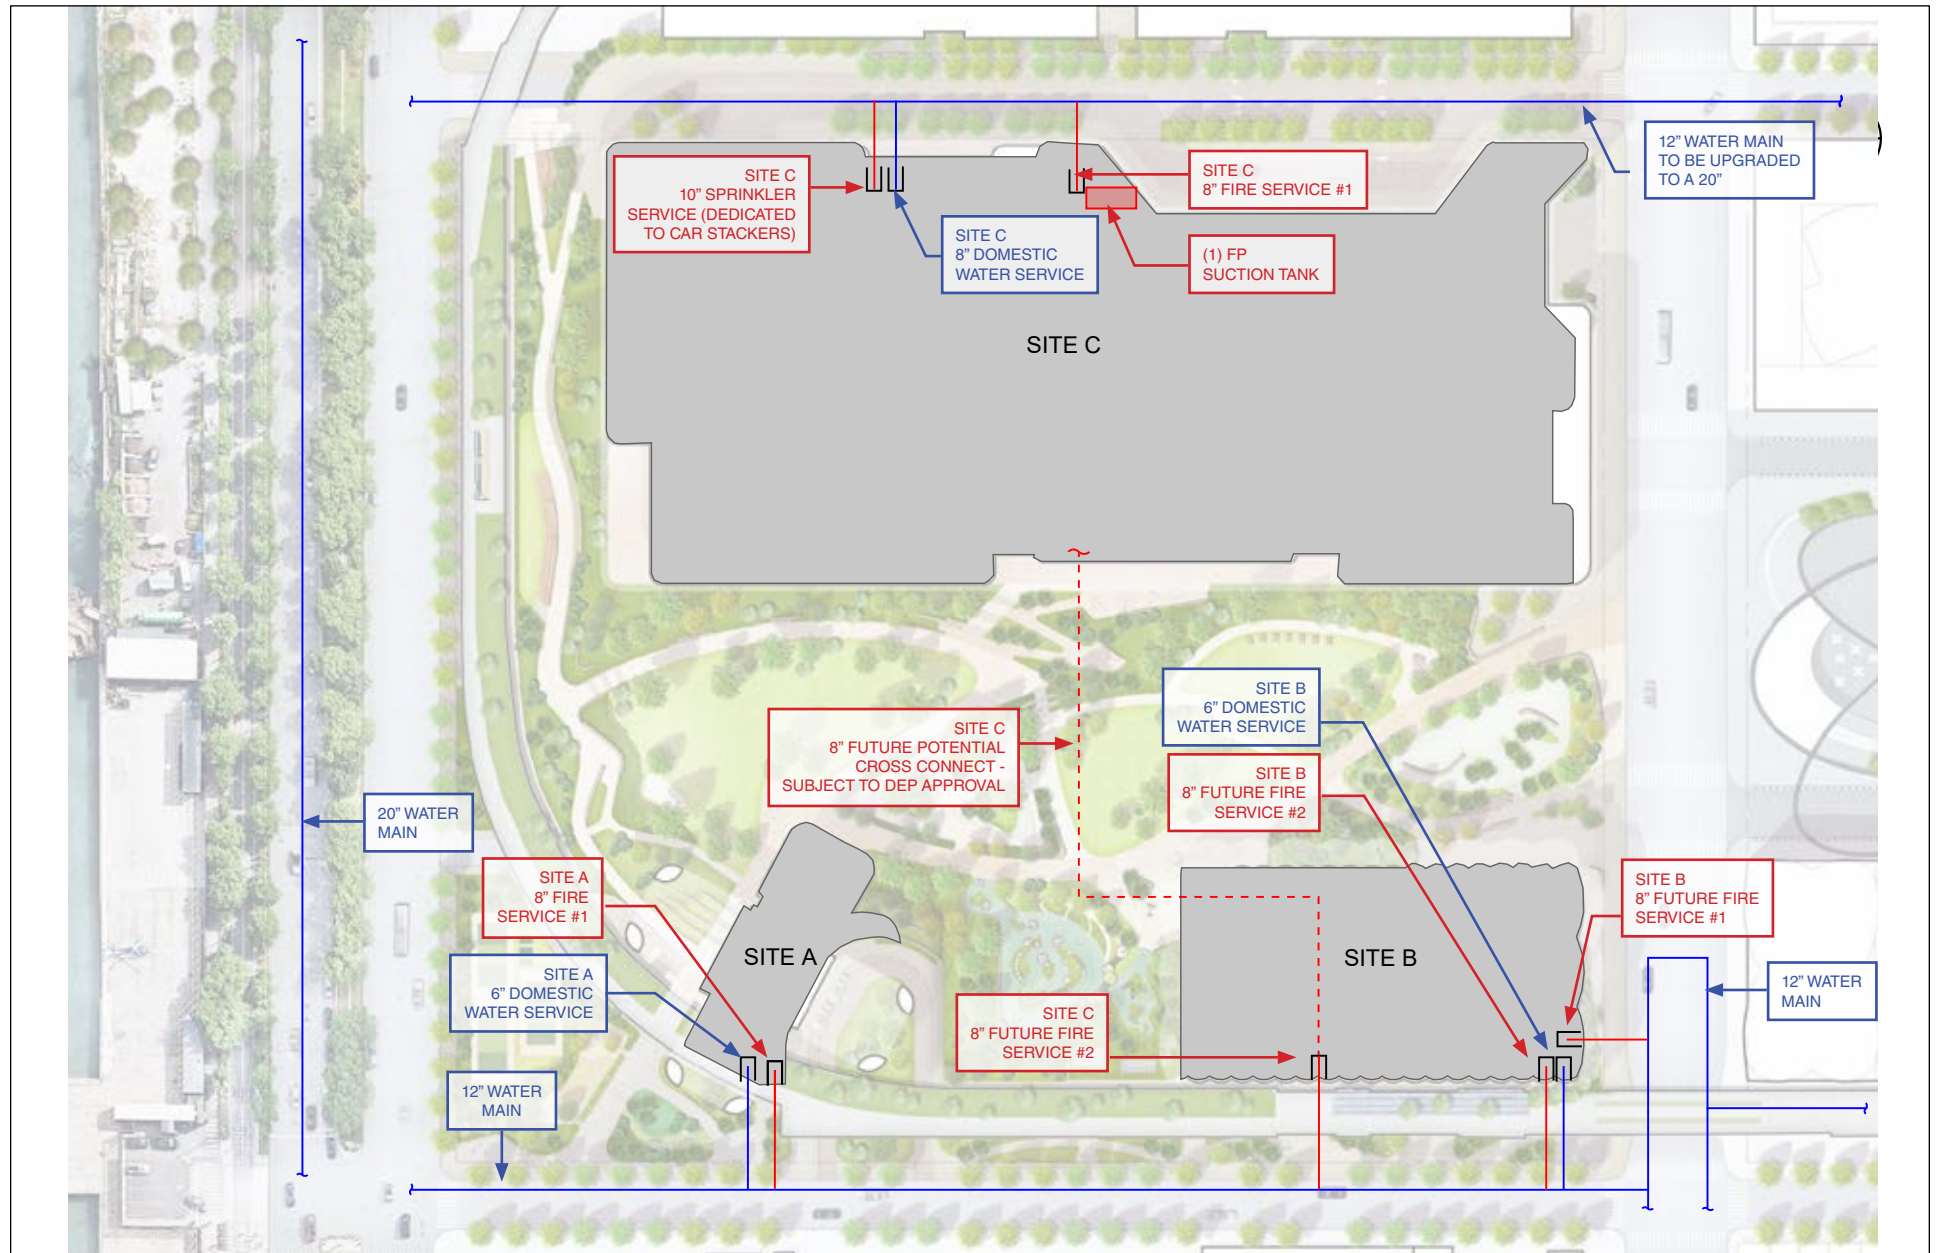 12” WATER MAIN
TO BE UPGRADED
TO A 20”
SITE C
10” SPRINKLER
SERVICE (DEDICATED
TO CAR STACKERS)
SITE C
8” FIRE SERVICE #1
SITE C
8” DOMESTIC
WATER SERVICE
(1) FP
SUCTION TANK
SITE C
SITE B
6” DOMESTIC
WATER SERVICE
SITE C
8” FUTURE POTENTIAL
CROSS CONNECT -
SUBJECT TO DEP APPROVAL
SITE B
8” FUTURE FIRE
SERVICE #2
20” WATER
MAIN
SITE A
8” FIRE
SERVICE #1
SITE B
8” FUTURE FIRE
SERVICE #1
SITE A
SITE B
SITE A
6” DOMESTIC
WATER SERVICE
12” WATER
MAIN
SITE C
8” FUTURE FIRE
SERVICE #2
12” WATER
MAIN